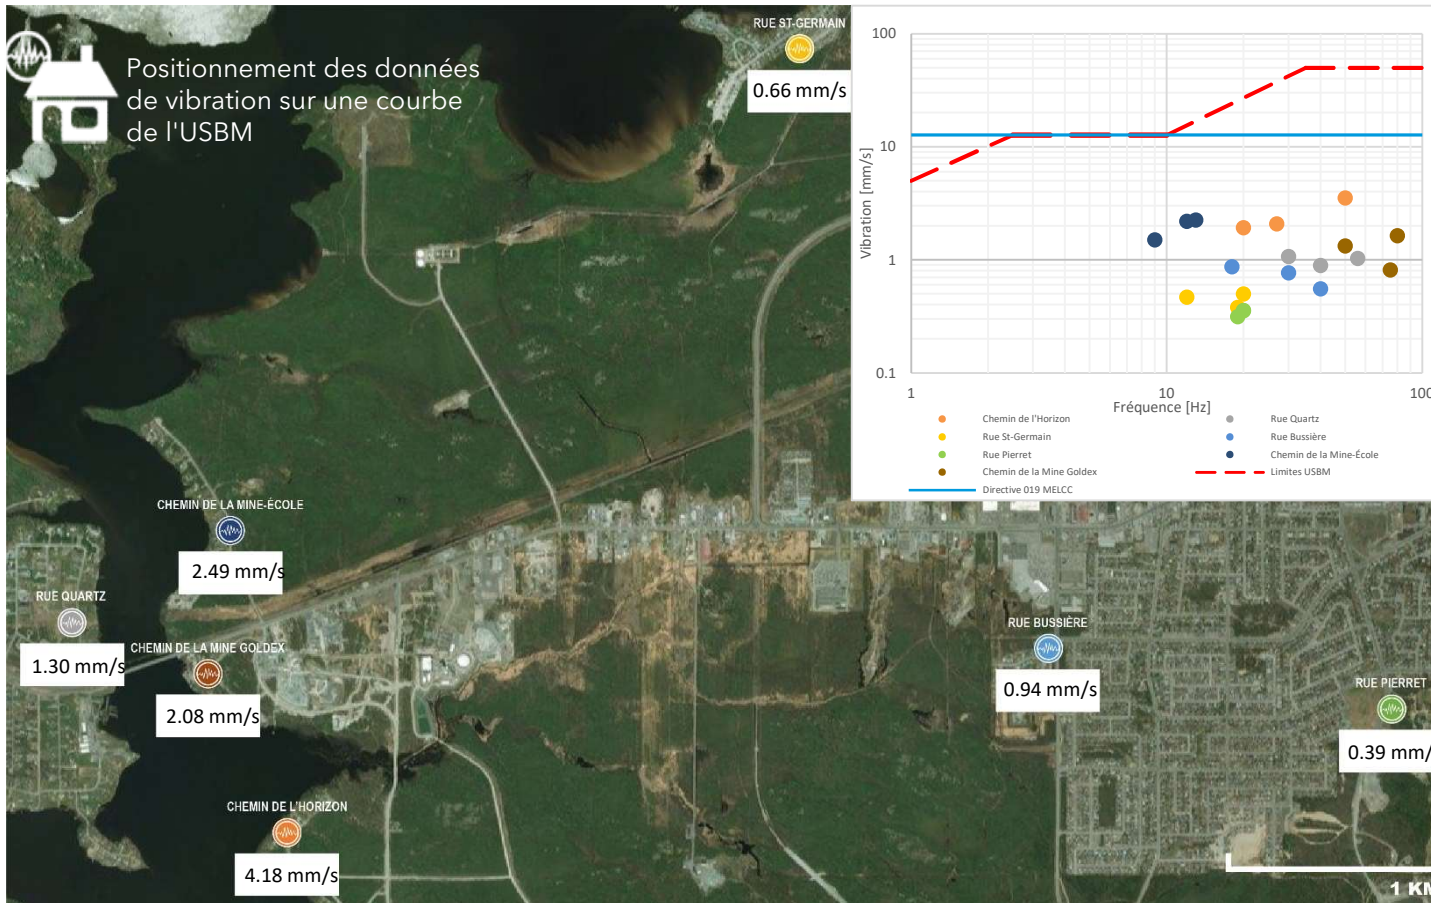 Positionnement des données
de vibration sur une courbe
de l'USBM
RUE ST-GERMAIN
0.66 mm/s
CHEMIN DE LA MINE-ÉCOLE
2.49 mm/s
RUE QUARTZ
1.30 mm/s
CHEMIN DE LA MINE GOLDEX
2.08 mm/s
CHEMIN DE L'HORIZON
4.18 mm/s
RUE BUSSIÈRE
0.94 mm/s
RUE PIERRET
0.39 mm/
1 KM
100
10
1
0.1
Vibration [mm/s]
1
10
100
Fréquence [Hz]
Chemin de l'Horizon
Rue Quartz
Rue St-Germain
Rue Bussière
Rue Pierret
Chemin de la Mine-École
Chemin de la Mine Goldex
Limites USBM
Directive 019 MELCC